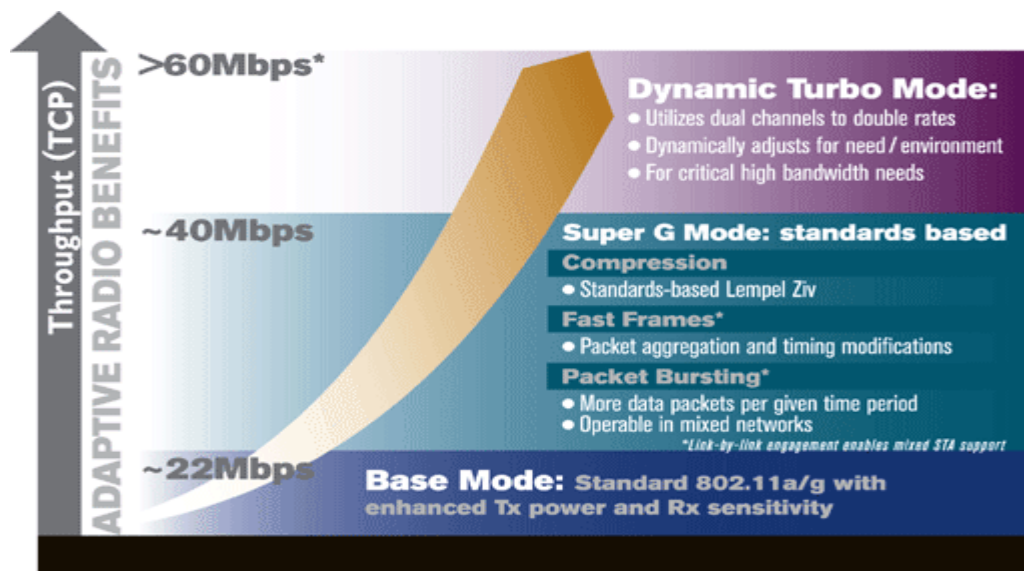 Throughput (TCP)
ADAPTIVE RADIO BENEFITS
>60Mbps*
Dynamic Turbo Mode:
• Utilizes dual channels to double rates
• Dynamically adjusts for need / environment
• For critical high bandwidth needs
~40Mbps
Super G Mode: standards based
Compression
• Standards-based Lempel Ziv
Fast Frames*
• Packet aggregation and timing modifications
Packet Bursting*
• More data packets per given time period
• Operable in mixed networks
*Link-by-link engagement enables mixed STA support
~22Mbps
Base Mode: Standard 802.11a/g with
enhanced Tx power and Rx sensitivity